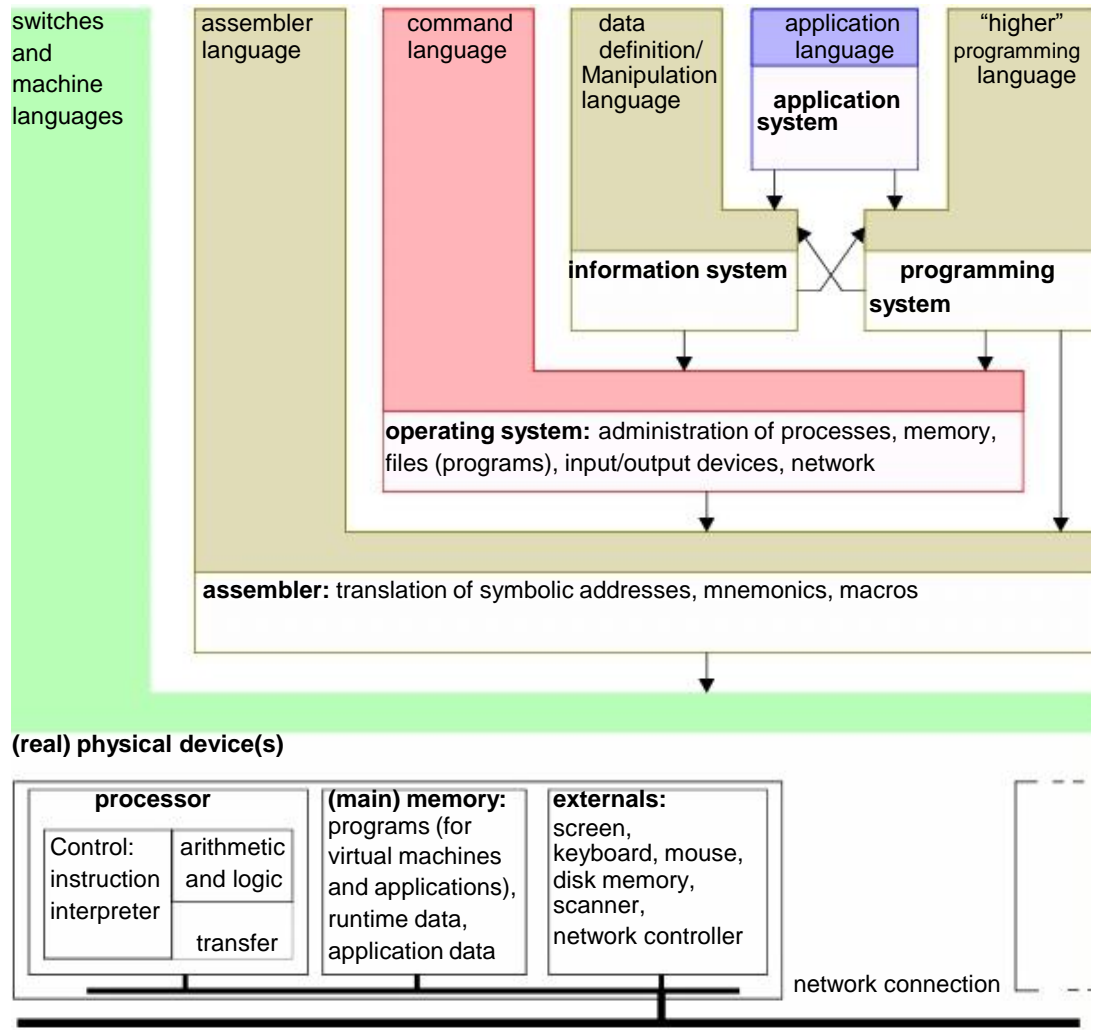 switches
and
machine
languages
assembler
language
command
language
data
definition/
Manipulation
language
application
language
“higher”
programming
language
application
system
information system
programming
system
operating system: administration of processes, memory,
files (programs), input/output devices, network
assembler: translation of symbolic addresses, mnemonics, macros
(real) physical device(s)
processor
Control:
instruction
interpreter
arithmetic
and logic
transfer
(main) memory:
programs (for
virtual machines
and applications),
runtime data,
application data
externals:
screen,
keyboard, mouse,
disk memory,
scanner,
network controller
network connection